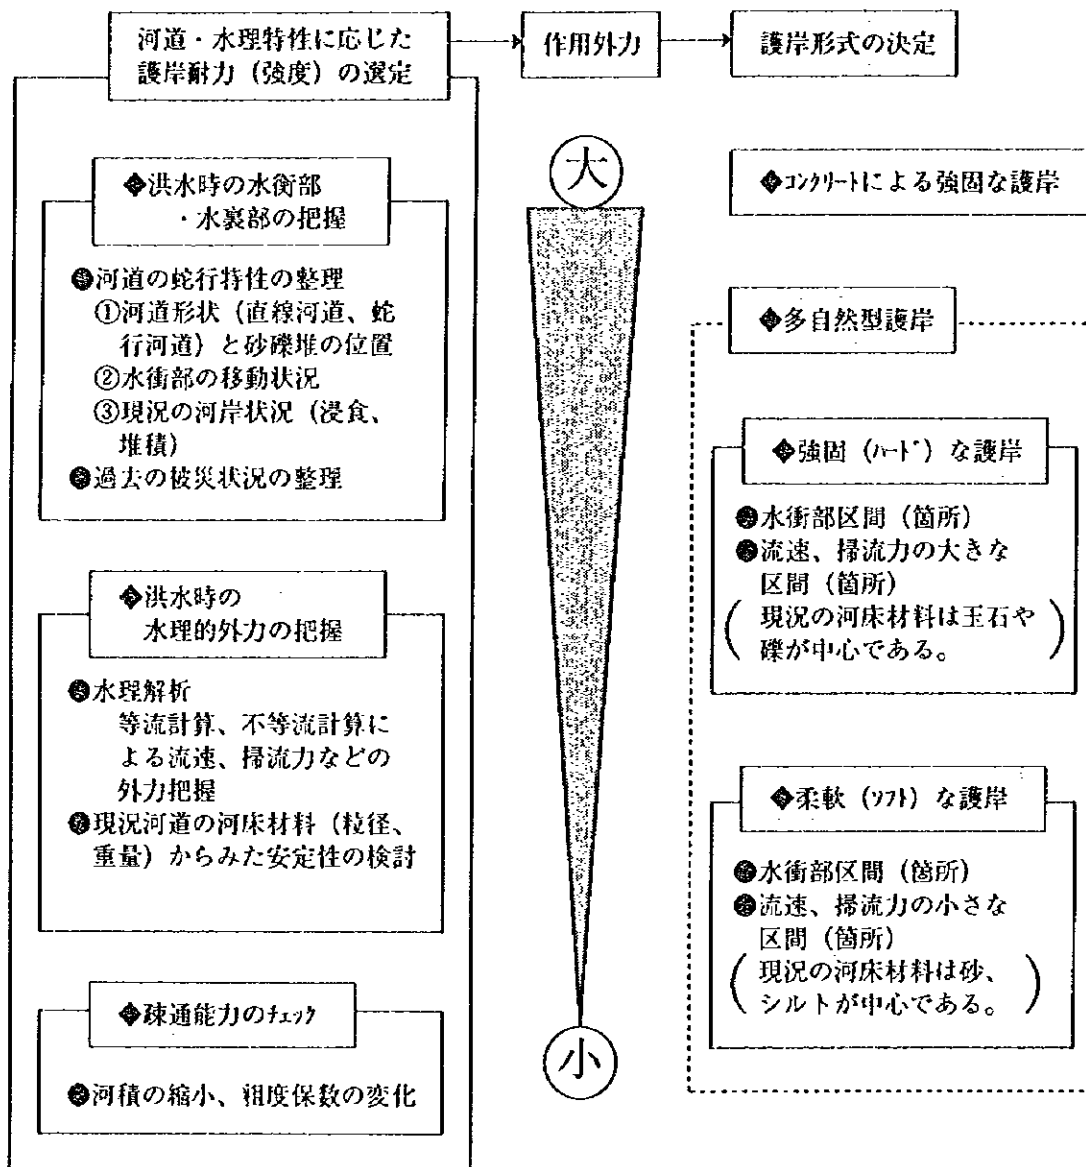 河道・水理特性に応じた
護岸耐力（強度）の選定
作用外力
護岸形式の決定
◆洪水時の水衝部
・水裏部の把握
●河道の蛇行特性の整理
①河道形状（直線河道、蛇
行河道）と砂礫堆の位置
②水衝部の移動状況
③現況の河岸状況（浸食、
堆積）
●過去の被災状況の整理
◆洪水時の
水理的外力の把握
●水理解析
等流計算、不等流計算に
よる流速、掃流力などの
外力把握
●現況河道の河床材料（粒径、
重量）からみた安定性の検討
◆疎通能力のﾁｪｯｸ
●河積の縮小、粗度保数の変化
大
小
◆ｺﾝｸﾘｰﾄによる強固な護岸
◆多自然型護岸
◆強固（ﾊｰﾄﾞ）な護岸
●水衝部区間（箇所）
●流速、掃流力の大きな
区間（箇所）
（現況の河床材料は玉石や
礫が中心である。）
◆柔軟（ｿﾌﾄ）な護岸
●水衝部区間（箇所）
●流速、掃流力の小さな
区間（箇所）
（現況の河床材料は砂、
シルトが中心である。）